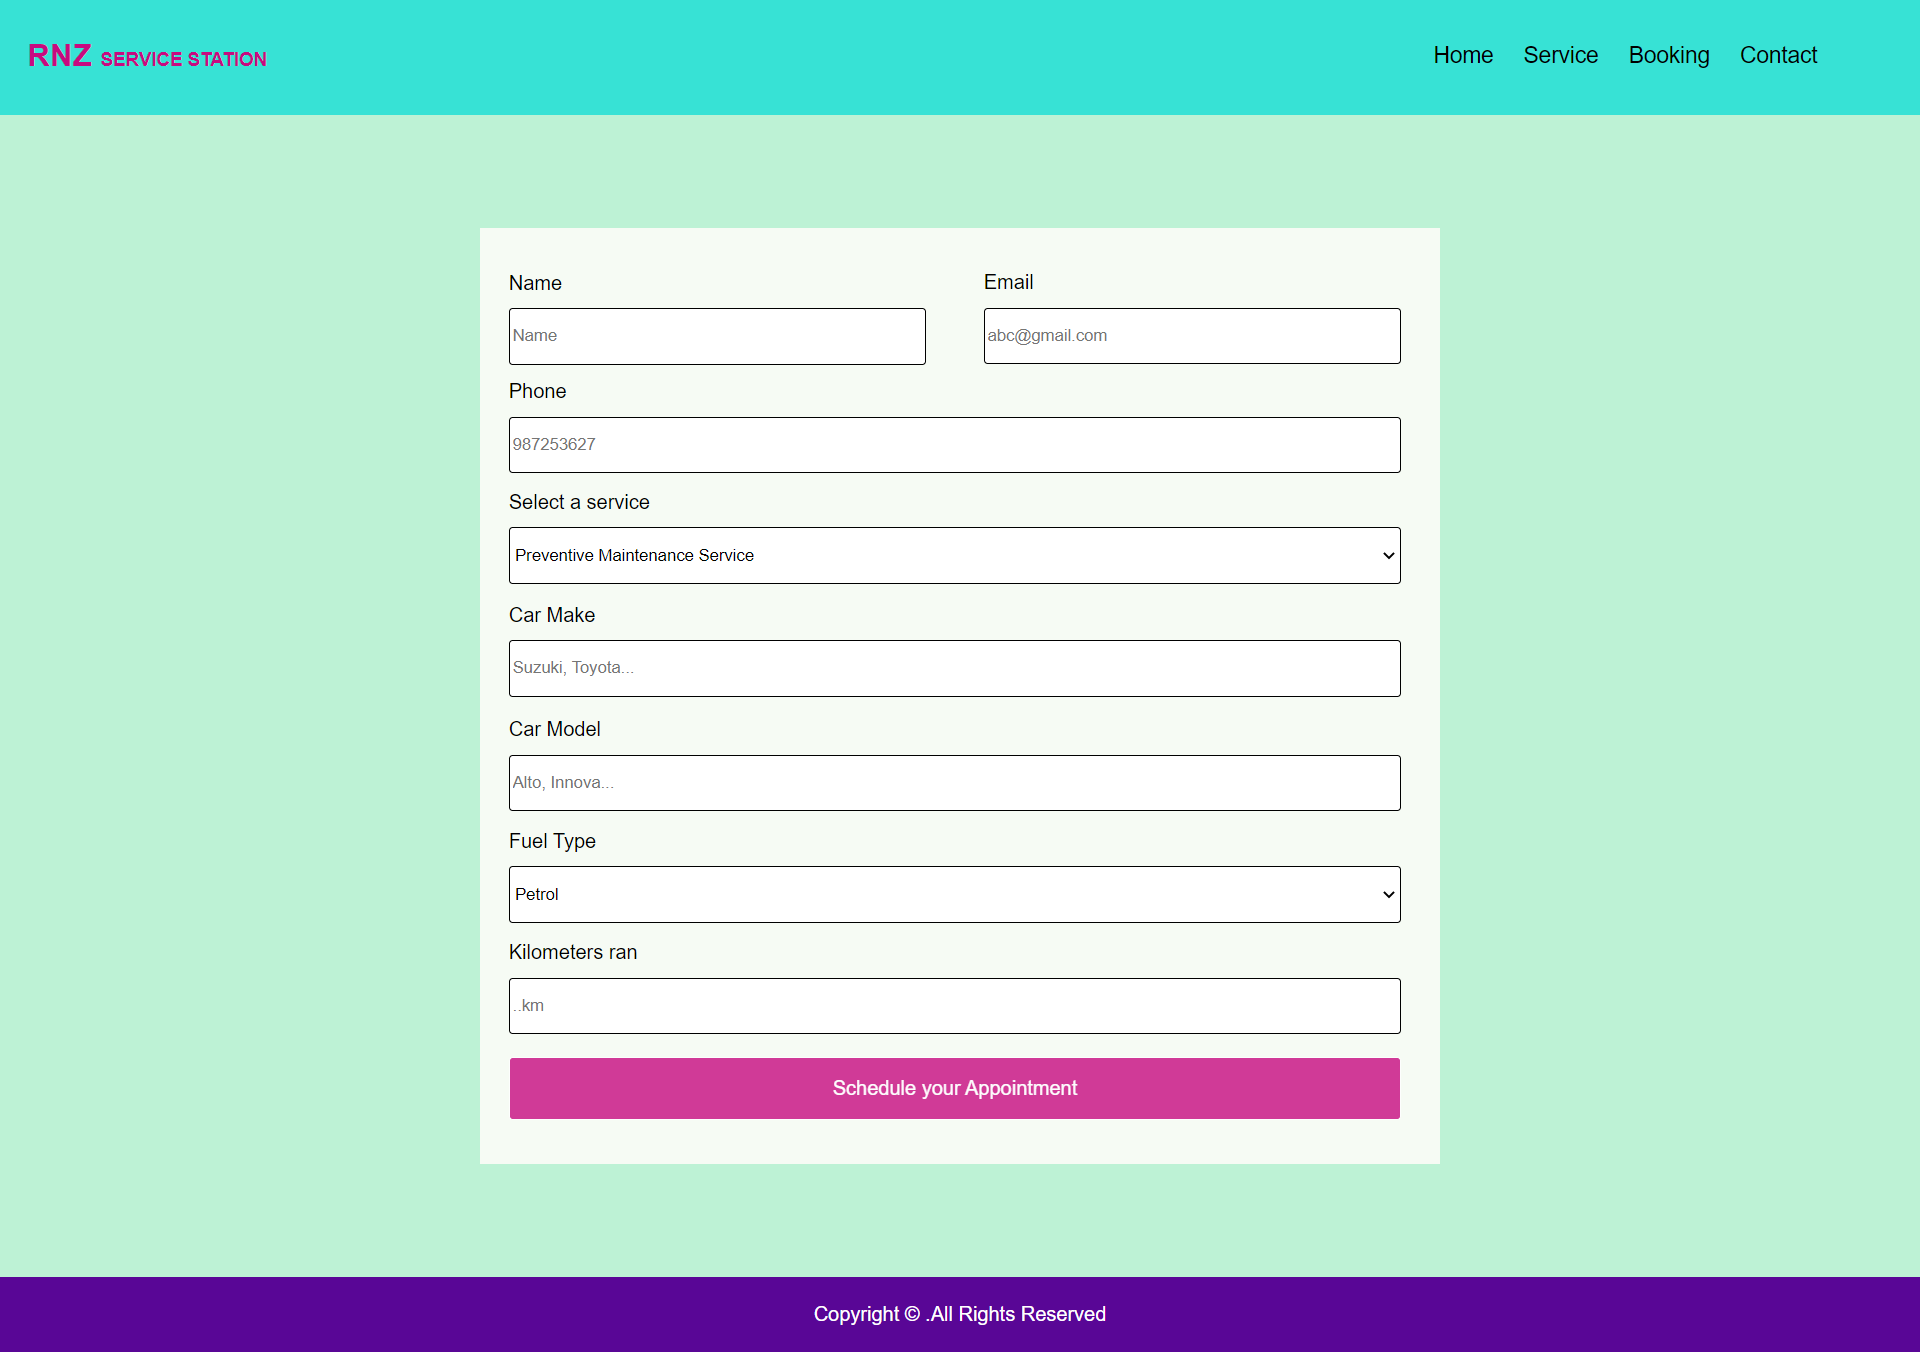 RNZ SERVICE STATION
Home Service Booking Contact
Name Email
Name abc@gmail.com
Phone
987253627
Select a service
Preventive Maintenance Service
Car Make
Suzuki, Toyota...
Car Model
Alto, Innova...
Fuel Type
Petrol
Kilometers ran
..km
Schedule your Appointment
Copyright © .All Rights Reserved